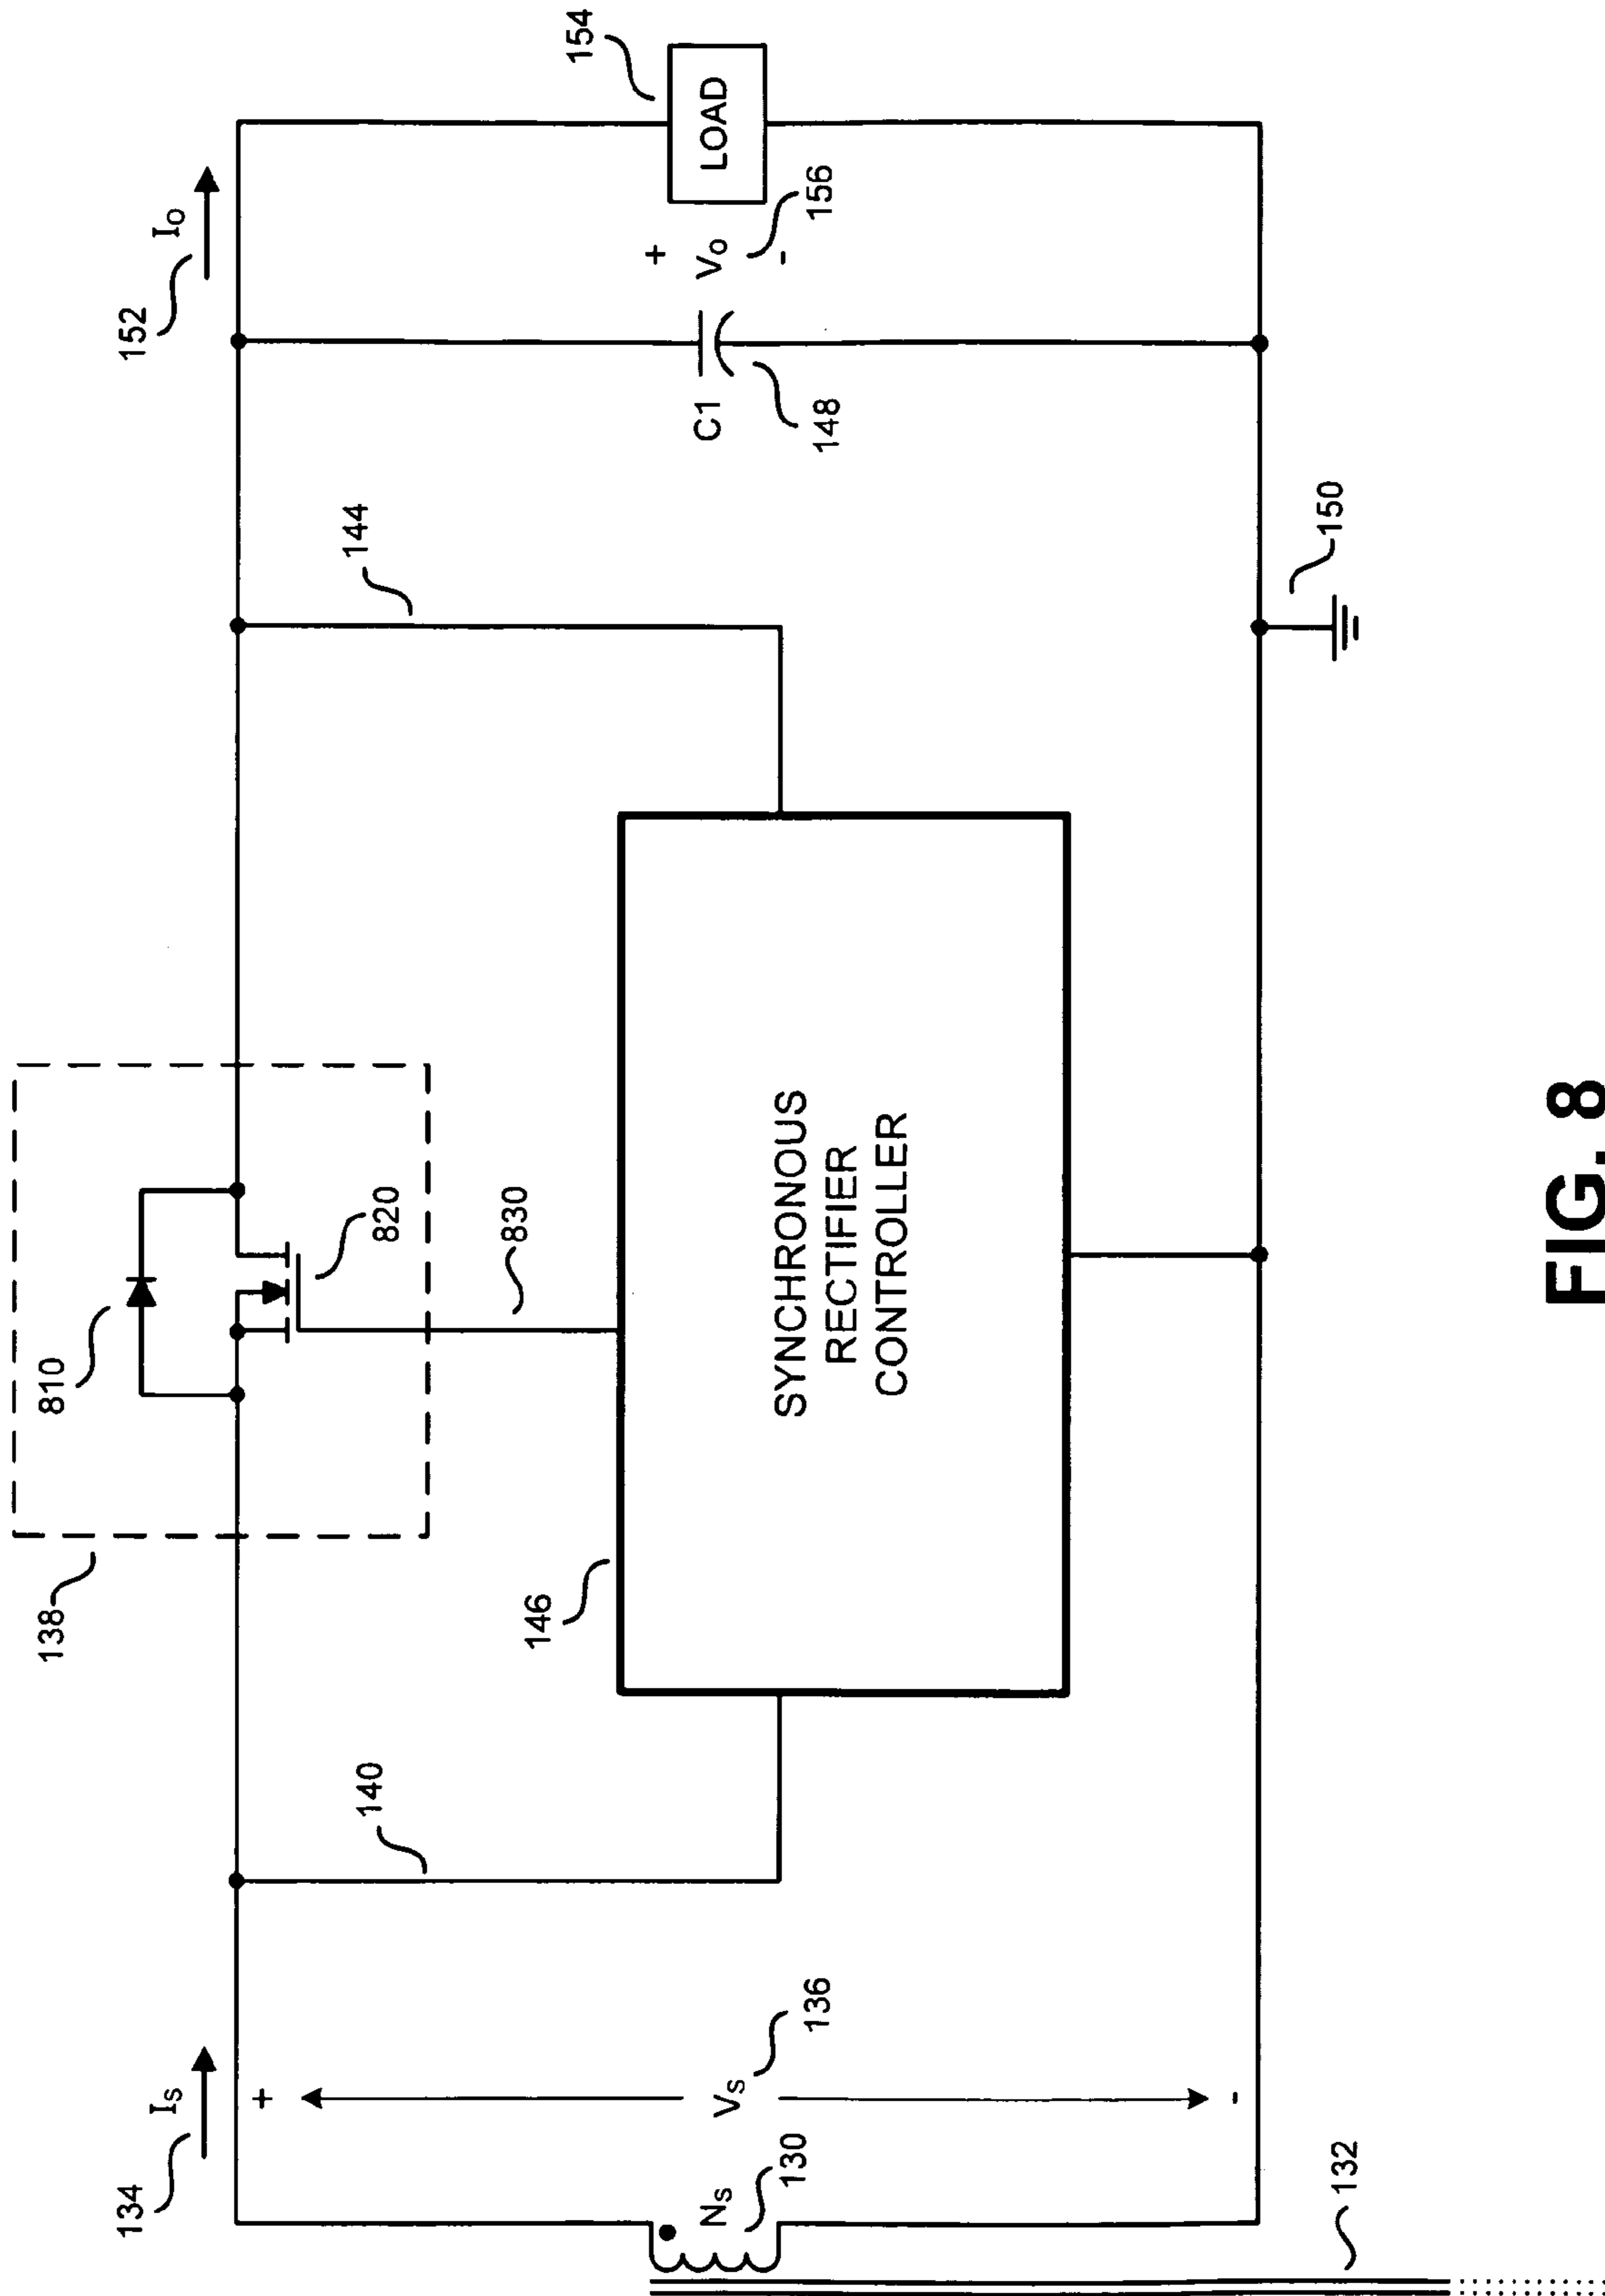 138
810
820
830
134
Is
+
140
146
SYNCHRONOUS
RECTIFIER
CONTROLLER
144
152
Io
154
LOAD
+
Vo
156
-
C1
148
150
Vs
136
-
Ns
130
132
FIG. 8